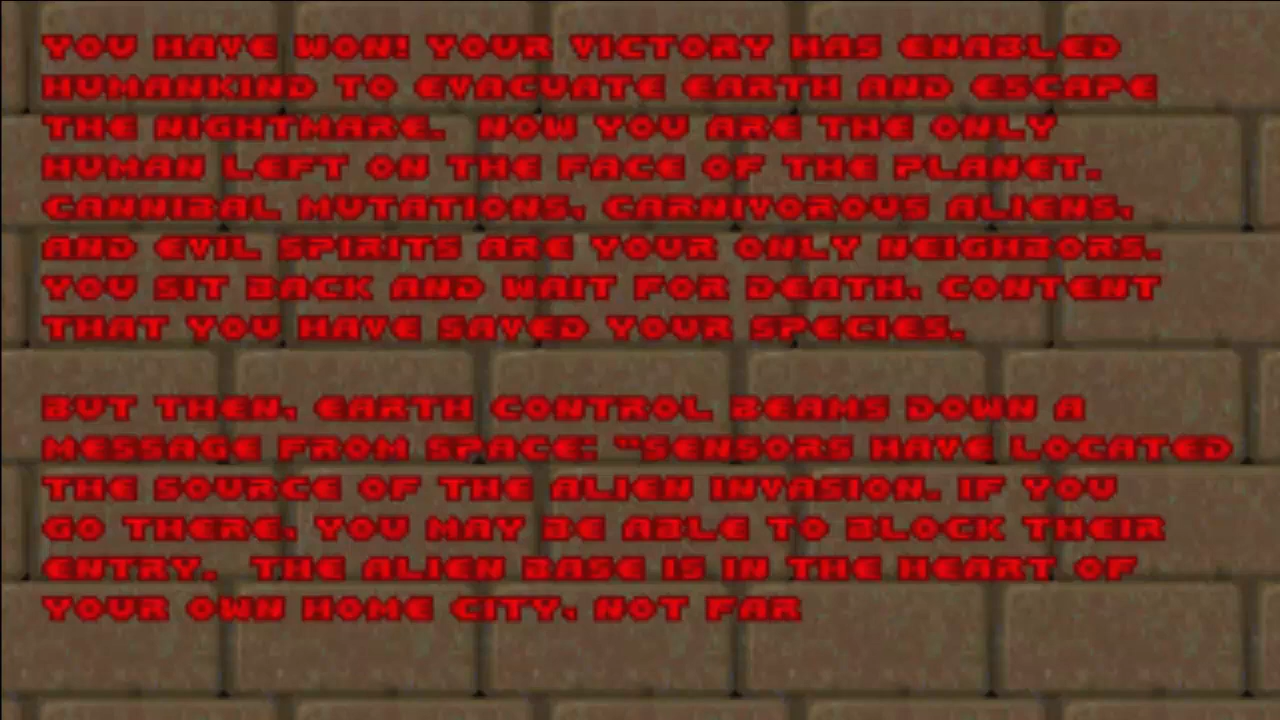 YOU HAVE WON! YOUR VICTORY HAS ENABLED
HUMANKIND TO EVACUATE EARTH AND ESCAPE
THE NIGHTMARE.  NOW YOU ARE THE ONLY
HUMAN LEFT ON THE FACE OF THE PLANET.
CANNIBAL MUTATIONS, CARNIVOROUS ALIENS,
AND EVIL SPIRITS ARE YOUR ONLY NEIGHBORS.
YOU SIT BACK AND WAIT FOR DEATH, CONTENT
THAT YOU HAVE SAVED YOUR SPECIES.
BUT THEN, EARTH CONTROL BEAMS DOWN A
MESSAGE FROM SPACE: "SENSORS HAVE LOCATED
THE SOURCE OF THE ALIEN INVASION. IF YOU
GO THERE, YOU MAY BE ABLE TO BLOCK THEIR
ENTRY.  THE ALIEN BASE IS IN THE HEART OF
YOUR OWN HOME CITY, NOT FAR